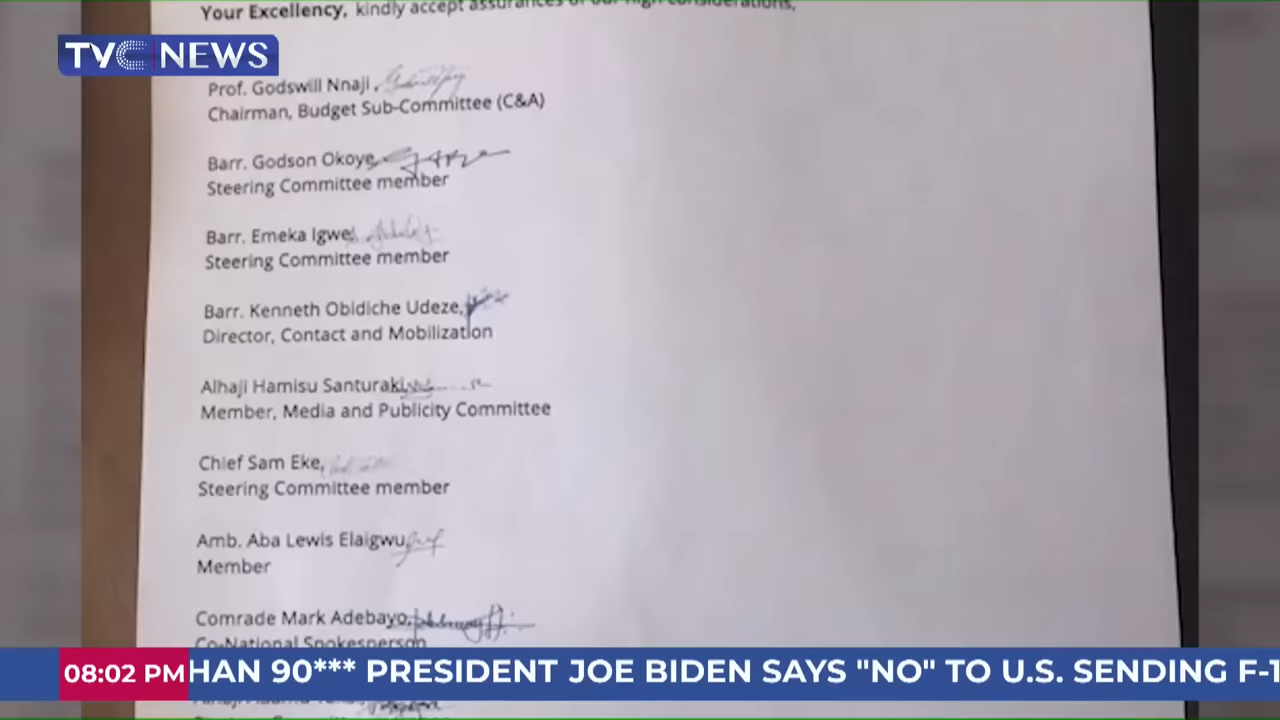 Your Excellency, kindly accept assurances of our high considerations,
TVC NEWS
Prof. Godswill Nnaji,
Chairman, Budget Sub-Committee (C&A)
Barr. Godson Okoye,
Steering Committee member
Barr. Emeka Igwe,
Steering Committee member
Barr. Kenneth Obidiche Udeze,
Director, Contact and Mobilization
Alhaji Hamisu Santuraki,
Member, Media and Publicity Committee
Chief Sam Eke,
Steering Committee member
Amb. Aba Lewis Elaigwu,
Member
Comrade Mark Adebayo,
Co-National Spokesperson
08:02 PM HAN 90*** PRESIDENT JOE BIDEN SAYS "NO" TO U.S. SENDING F-1